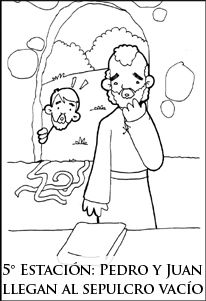 5° Estación: Pedro y Juan
llegan al sepulcro vacío